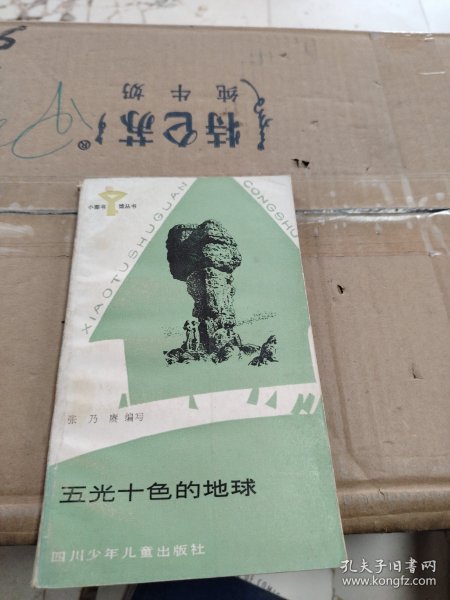 特仑苏®
纯牛奶
小图书馆丛书
XIAOTUSHUGUAN
CONGSHU
张乃赓 编写
五光十色的地球
四川少年儿童出版社
孔夫子旧书网
www.kongfz.com